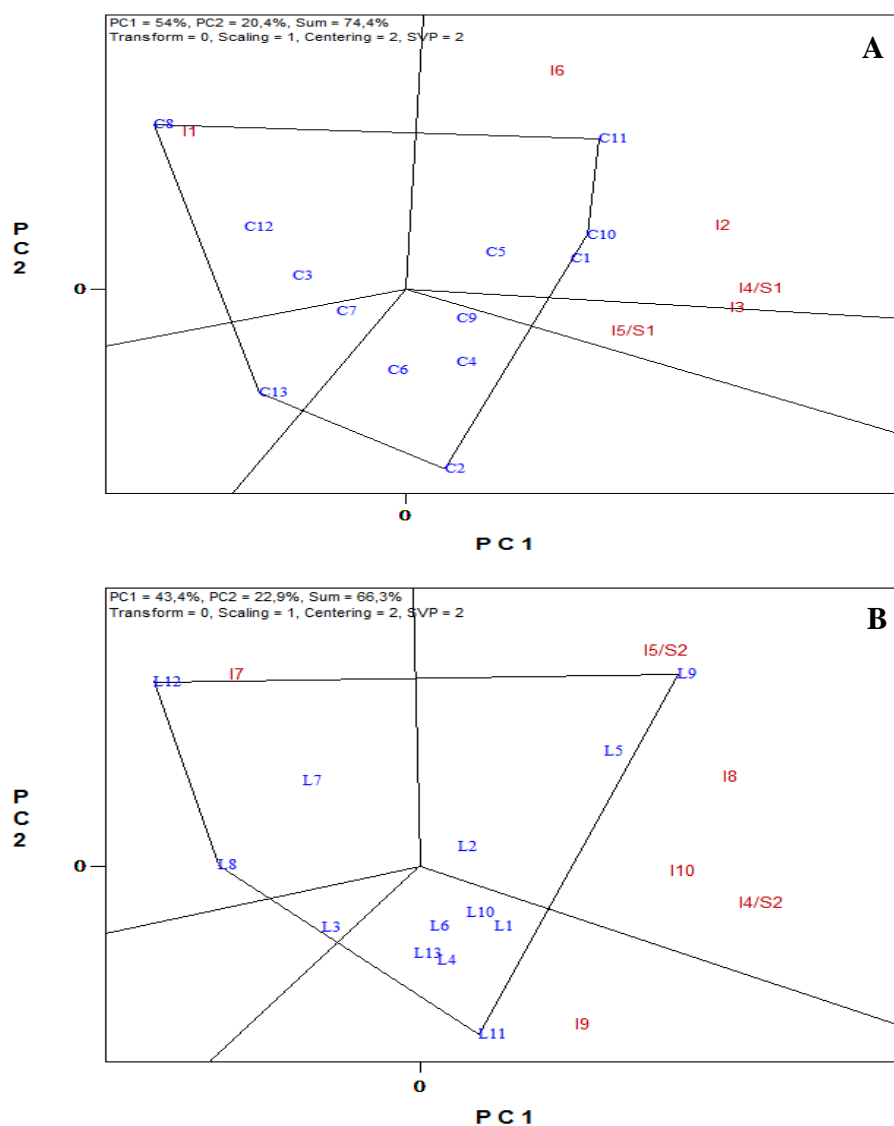 PC1 = 54%, PC2 = 20,4%, Sum = 74,4%
Transform = 0, Scaling = 1, Centering = 2, SVP = 2
A
I6
C8
I1
C11
C12
I2
C10
C5
C1
C3
PC2
0
I4/S1
I3
C7
C9
I5/S1
C4
C6
C13
C2
0
PC1
PC1 = 43,4%, PC2 = 22,9%, Sum = 66,3%
Transform = 0, Scaling = 1, Centering = 2, SVP = 2
B
I5/S2
I7
L9
L12
L5
I8
L7
PC2
L2
0
L8
I10
I4/S2
L10
L3
L6
L1
L13
L4
I9
L11
0
PC1